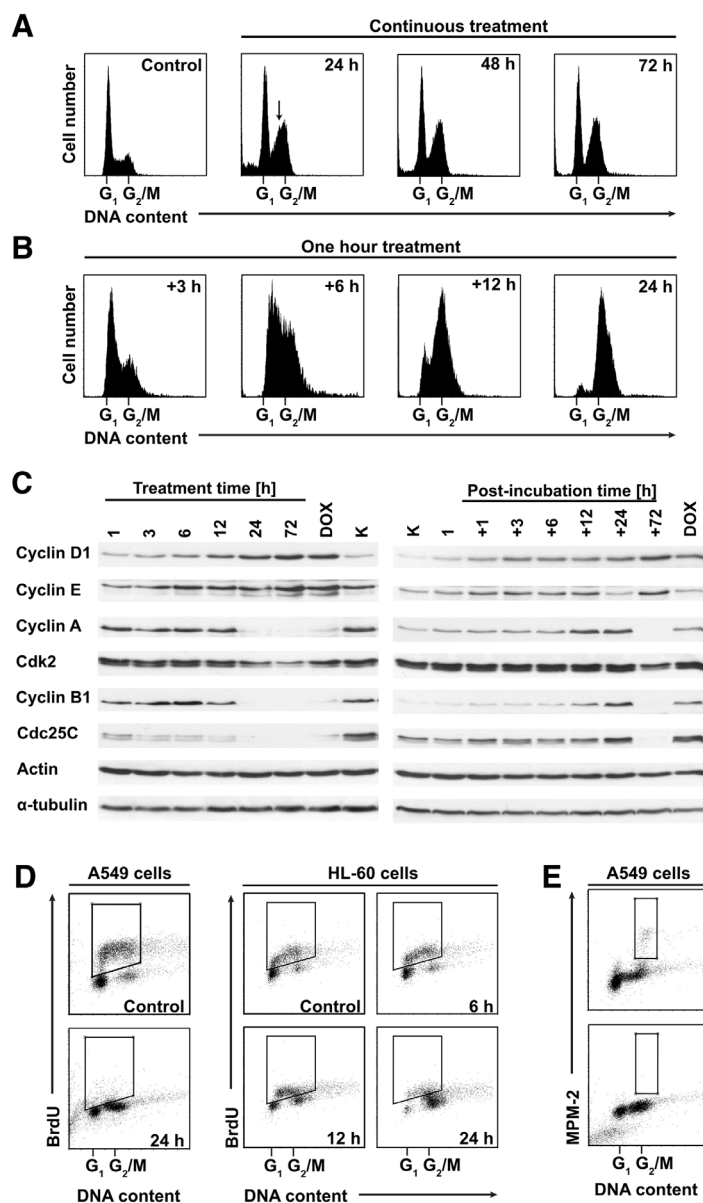 A
Continuous treatment
Control
24 h
48 h
72 h
Cell number
G1 G2/M
G1 G2/M
G1 G2/M
G1 G2/M
DNA content
B
One hour treatment
+3 h
+6 h
+12 h
24 h
Cell number
G1 G2/M
G1 G2/M
G1 G2/M
G1 G2/M
DNA content
C
Treatment time [h]
Post-incubation time [h]
1 3 6 12 24 72 DOX K
K 1 +1 +3 +6 +12 +24 +72 DOX
Cyclin D1
Cyclin E
Cyclin A
Cdk2
Cyclin B1
Cdc25C
Actin
α-tubulin
D
A549 cells
HL-60 cells
E
A549 cells
Control
Control
6 h
24 h
12 h
24 h
BrdU
BrdU
MPM-2
G1 G2/M
G1 G2/M
G1 G2/M
G1 G2/M
DNA content
DNA content
DNA content